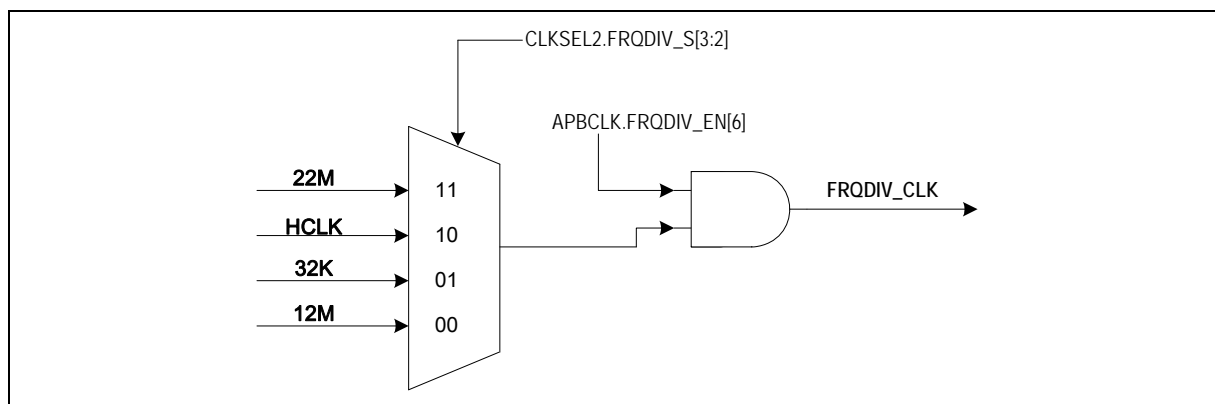 CLKSEL2.FRQDIV_S[3:2]
APBCLK.FRQDIV_EN[6]
22M
11
FRQDIV_CLK
HCLK
10
32K
01
12M
00